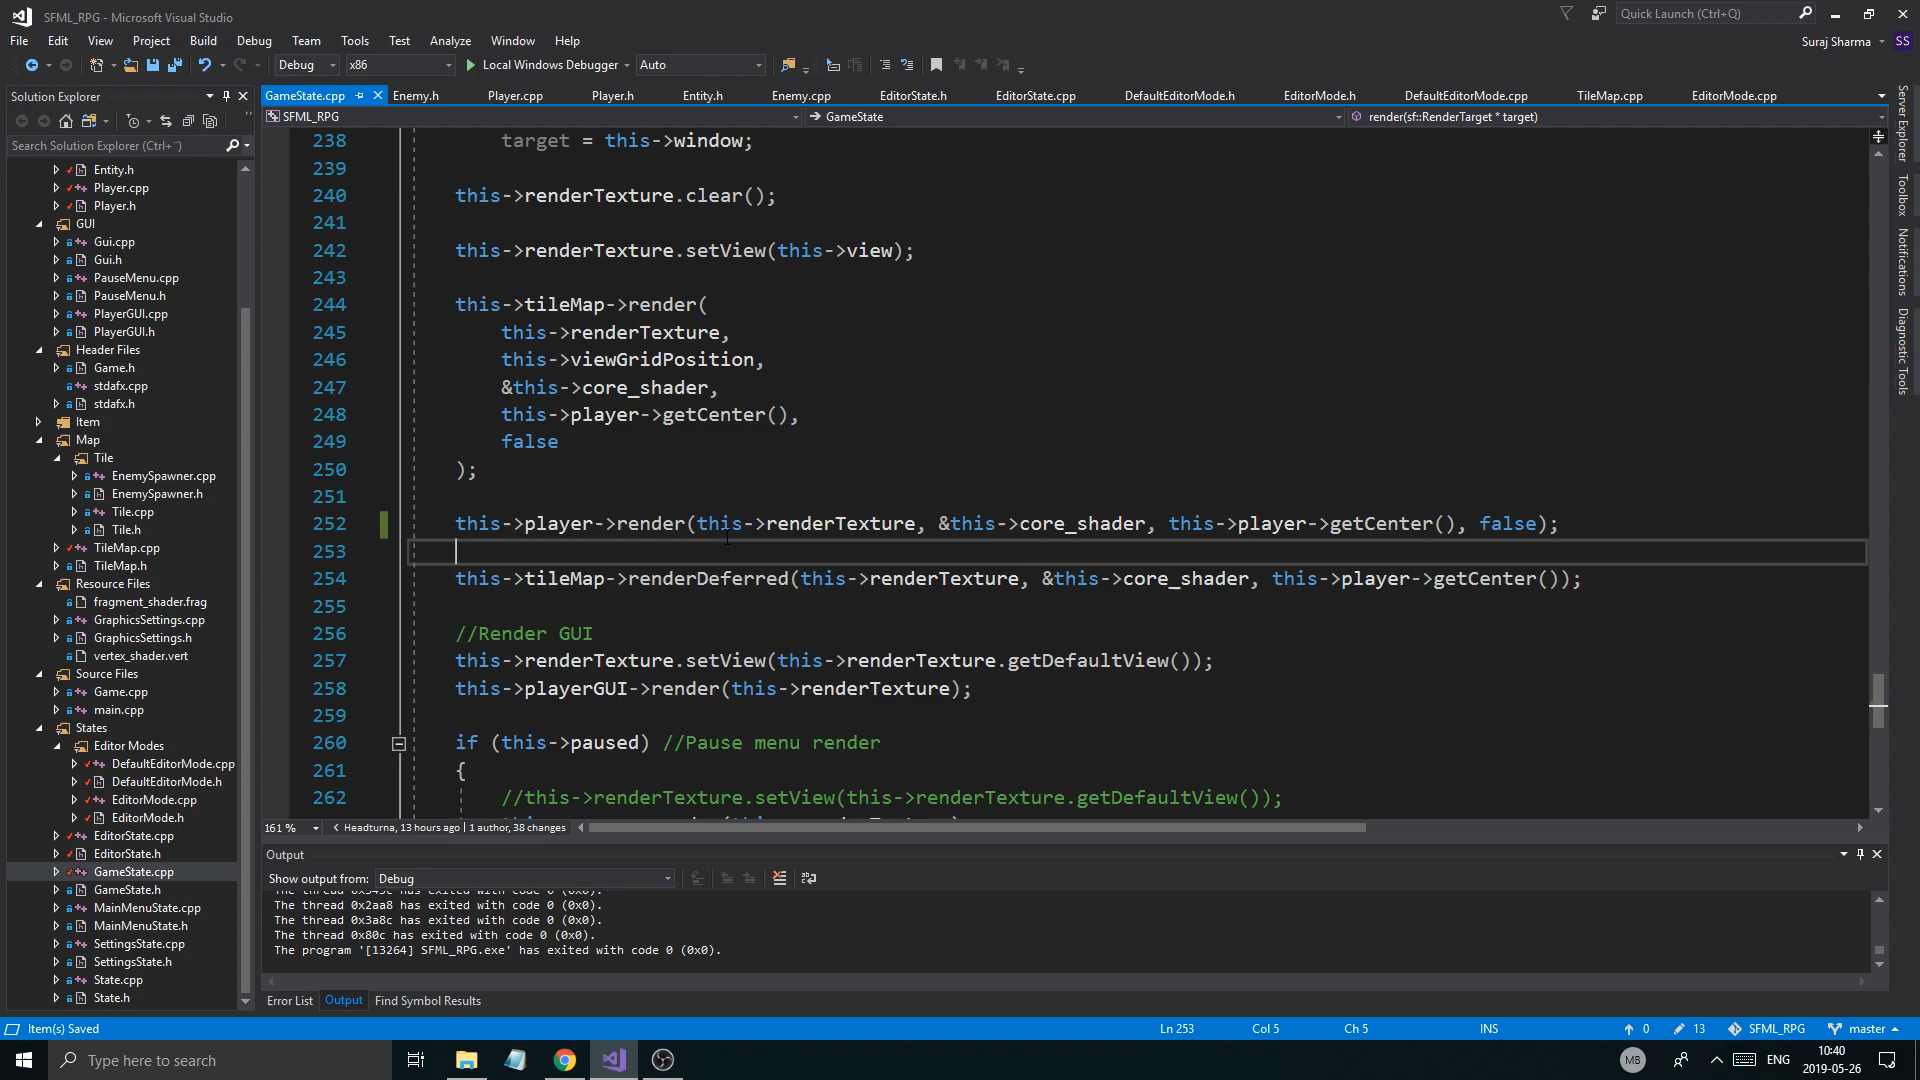 SFML_RPG - Microsoft Visual Studio
Quick Launch (Ctrl+Q)
File Edit View Project Build Debug Team Tools Test Analyze Window Help
Suraj Sharma SS
Debug x86 Local Windows Debugger Auto
Solution Explorer
Search Solution Explorer (Ctrl+¨)
Entity.h
Player.cpp
Player.h
GUI
Gui.cpp
Gui.h
PauseMenu.cpp
PauseMenu.h
PlayerGUI.cpp
PlayerGUI.h
Header Files
Game.h
stdafx.cpp
stdafx.h
Item
Map
Tile
EnemySpawner.cpp
EnemySpawner.h
Tile.cpp
Tile.h
TileMap.cpp
TileMap.h
Resource Files
fragment_shader.frag
GraphicsSettings.cpp
GraphicsSettings.h
vertex_shader.vert
Source Files
Game.cpp
main.cpp
States
Editor Modes
DefaultEditorMode.cpp
DefaultEditorMode.h
EditorMode.cpp
EditorMode.h
EditorState.cpp
EditorState.h
GameState.cpp
GameState.h
MainMenuState.cpp
MainMenuState.h
SettingsState.cpp
SettingsState.h
State.cpp
State.h
GameState.cpp Enemy.h Player.cpp Player.h Entity.h Enemy.cpp EditorState.h EditorState.cpp DefaultEditorMode.h EditorMode.h DefaultEditorMode.cpp TileMap.cpp EditorMode.cpp
SFML_RPG GameState render(sf::RenderTarget * target)
238 target = this->window;
239
240 this->renderTexture.clear();
241
242 this->renderTexture.setView(this->view);
243
244 this->tileMap->render(
245 this->renderTexture,
246 this->viewGridPosition,
247 &this->core_shader,
248 this->player->getCenter(),
249 false
250 );
251
252 this->player->render(this->renderTexture, &this->core_shader, this->player->getCenter(), false);
253
254 this->tileMap->renderDeferred(this->renderTexture, &this->core_shader, this->player->getCenter());
255
256 //Render GUI
257 this->renderTexture.setView(this->renderTexture.getDefaultView());
258 this->playerGUI->render(this->renderTexture);
259
260 if (this->paused) //Pause menu render
261 {
262 //this->renderTexture.setView(this->renderTexture.getDefaultView());
161 % Headturna, 13 hours ago | 1 author, 38 changes
Output
Show output from: Debug
The thread 0x2aa8 has exited with code 0 (0x0).
The thread 0x3a8c has exited with code 0 (0x0).
The thread 0x80c has exited with code 0 (0x0).
The program '[13264] SFML_RPG.exe' has exited with code 0 (0x0).
Error List Output Find Symbol Results
Server Explorer
Toolbox
Notifications
Diagnostic Tools
Item(s) Saved Ln 253 Col 5 Ch 5 INS 0 13 SFML_RPG master
Type here to search
MB ENG 10:40
2019-05-26